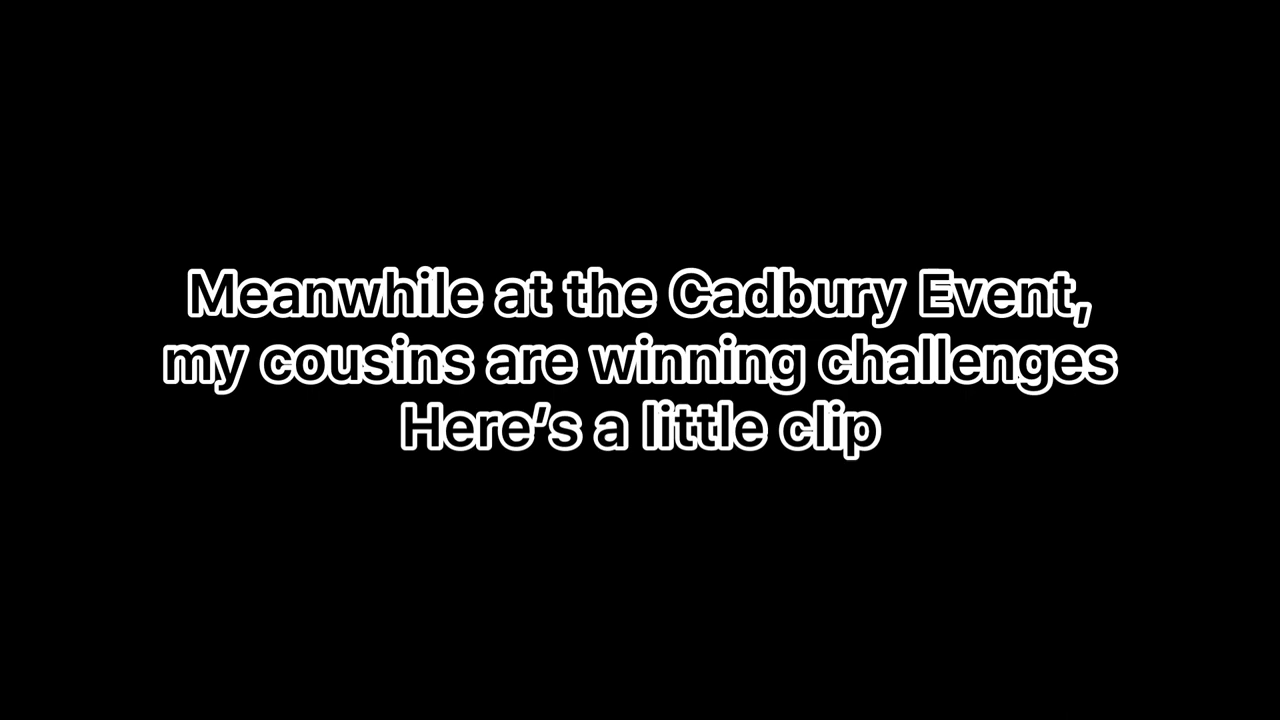 Meanwhile at the Cadbury Event,
my cousins are winning challenges
Here’s a little clip